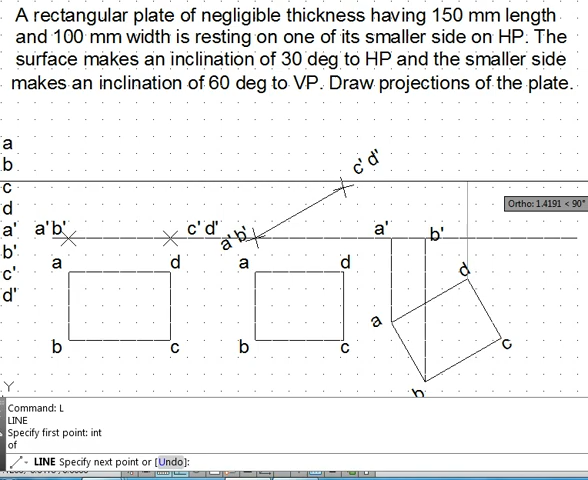 A rectangular plate of negligible thickness having 150 mm length
and 100 mm width is resting on one of its smaller side on HP. The
surface makes an inclination of 30 deg to HP and the smaller side
makes an inclination of 60 deg to VP. Draw projections of the plate.
a
b
c
d
a'
b'
c'
d'
a' b'
c' d'
a' b'
c' d'
a'
b'
Ortho: 1.4191 < 90°
a
d
b
c
a
d
b
c
a
d
c
b
Y
Command: L
LINE
Specify first point: int
of
LINE Specify next point or [Undo]: